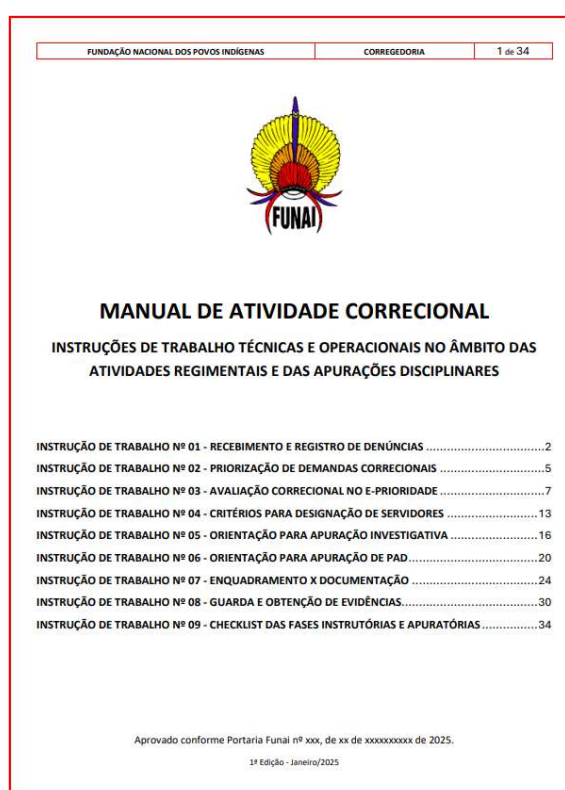 FUNDAÇÃO NACIONAL DOS POVOS INDÍGENAS CORREGEDORIA 1 de 34
FUNAI
MANUAL DE ATIVIDADE CORRECIONAL
INSTRUÇÕES DE TRABALHO TÉCNICAS E OPERACIONAIS NO ÂMBITO DAS
ATIVIDADES REGIMENTAIS E DAS APURAÇÕES DISCIPLINARES
INSTRUÇÃO DE TRABALHO Nº 01 - RECEBIMENTO E REGISTRO DE DENÚNCIAS ................................2
INSTRUÇÃO DE TRABALHO Nº 02 - PRIORIZAÇÃO DE DEMANDAS CORRECIONAIS ............................5
INSTRUÇÃO DE TRABALHO Nº 03 - AVALIAÇÃO CORRECIONAL NO E-PRIORIDADE ............................7
INSTRUÇÃO DE TRABALHO Nº 04 - CRITÉRIOS PARA DESIGNAÇÃO DE SERVIDORES .........................13
INSTRUÇÃO DE TRABALHO Nº 05 - ORIENTAÇÃO PARA APURAÇÃO INVESTIGATIVA .........................16
INSTRUÇÃO DE TRABALHO Nº 06 - ORIENTAÇÃO PARA APURAÇÃO DE PAD...................................20
INSTRUÇÃO DE TRABALHO Nº 07 - ENQUADRAMENTO X DOCUMENTAÇÃO ..................................24
INSTRUÇÃO DE TRABALHO Nº 08 - GUARDA E OBTENÇÃO DE EVIDÊNCIAS....................................30
INSTRUÇÃO DE TRABALHO Nº 09 - CHECKLIST DAS FASES INSTRUTÓRIAS E APURATÓRIAS ................34
Aprovado conforme Portaria Funai nº xxx, de xx de xxxxxxxxxx de 2025.
1ª Edição - Janeiro/2025